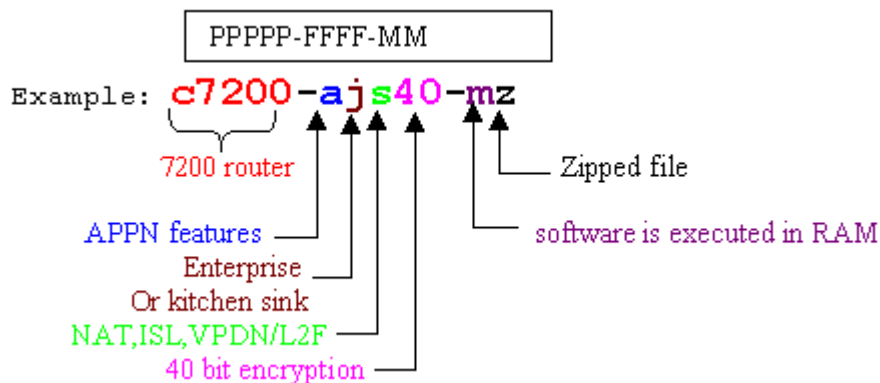 PPPPP-FFFF-MM
Example: c7200-ajs40-mz
7200 router
Zipped file
APPN features
software is executed in RAM
Enterprise
Or kitchen sink
NAT,ISL,VPDN/L2F
40 bit encryption